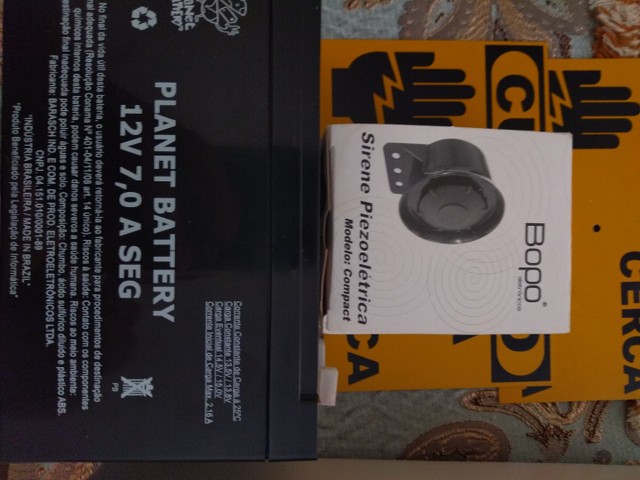 PLANET BATTERY
12V 7,0 A SEG
Corrente Constante de Carga à 25ºC
Carga Constante 13,5V / 13,8V
Carga Eventual 14,5V / 15,0V
Corrente Inicial de Carga Max. 2,16 A
Pb
No final da vida útil desta bateria, o usuário deverá retorná-la ao fabricante para procedimentos de destinação
final adequada (Resolução Conama Nº 401-04/11/08 art. 14 único). Riscos à saúde: Contato com os componentes
químicos internos desta bateria, podem causar danos severos a saúde humana. Riscos ao meio ambiente:
destinação final inadequada pode poluir águas e solo. Composição: Chumbo, ácido sulfúrico diluído e plástico ABS.
Fabricante: BARASCH IND. E COM. DE PROD. ELETROELETRÔNICOS LTDA.
"INDÚSTRIA BRASILEIRA / MADE IN BRAZIL"
"Produto Beneficiado pela Legislação de Informática"
Bopo®
Sirene Piezoelétrica
Modelo: Compact
CERCA